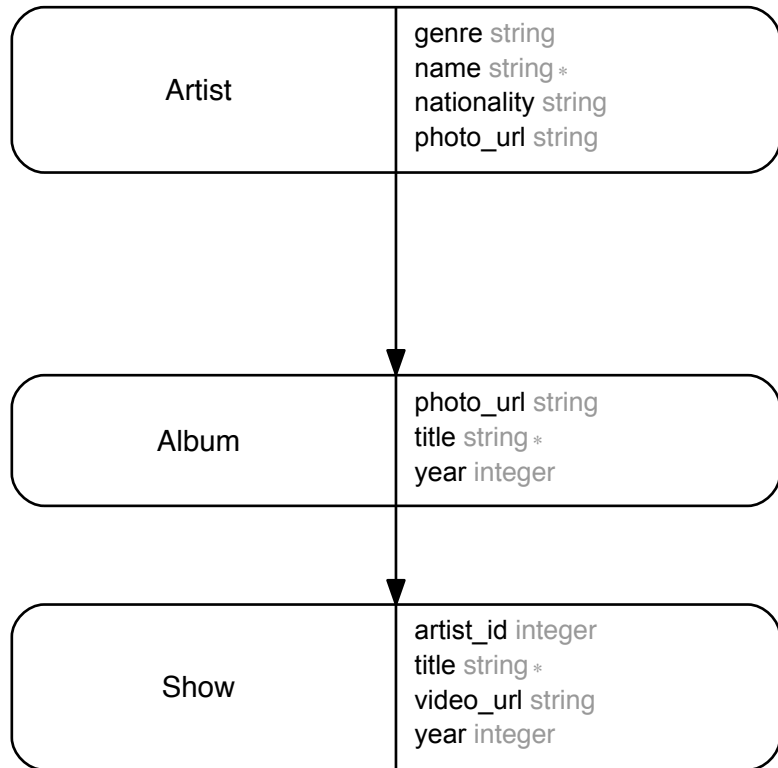 Artist
genre string
name string *
nationality string
photo_url string
Album
photo_url string
title string *
year integer
Show
artist_id integer
title string *
video_url string
year integer